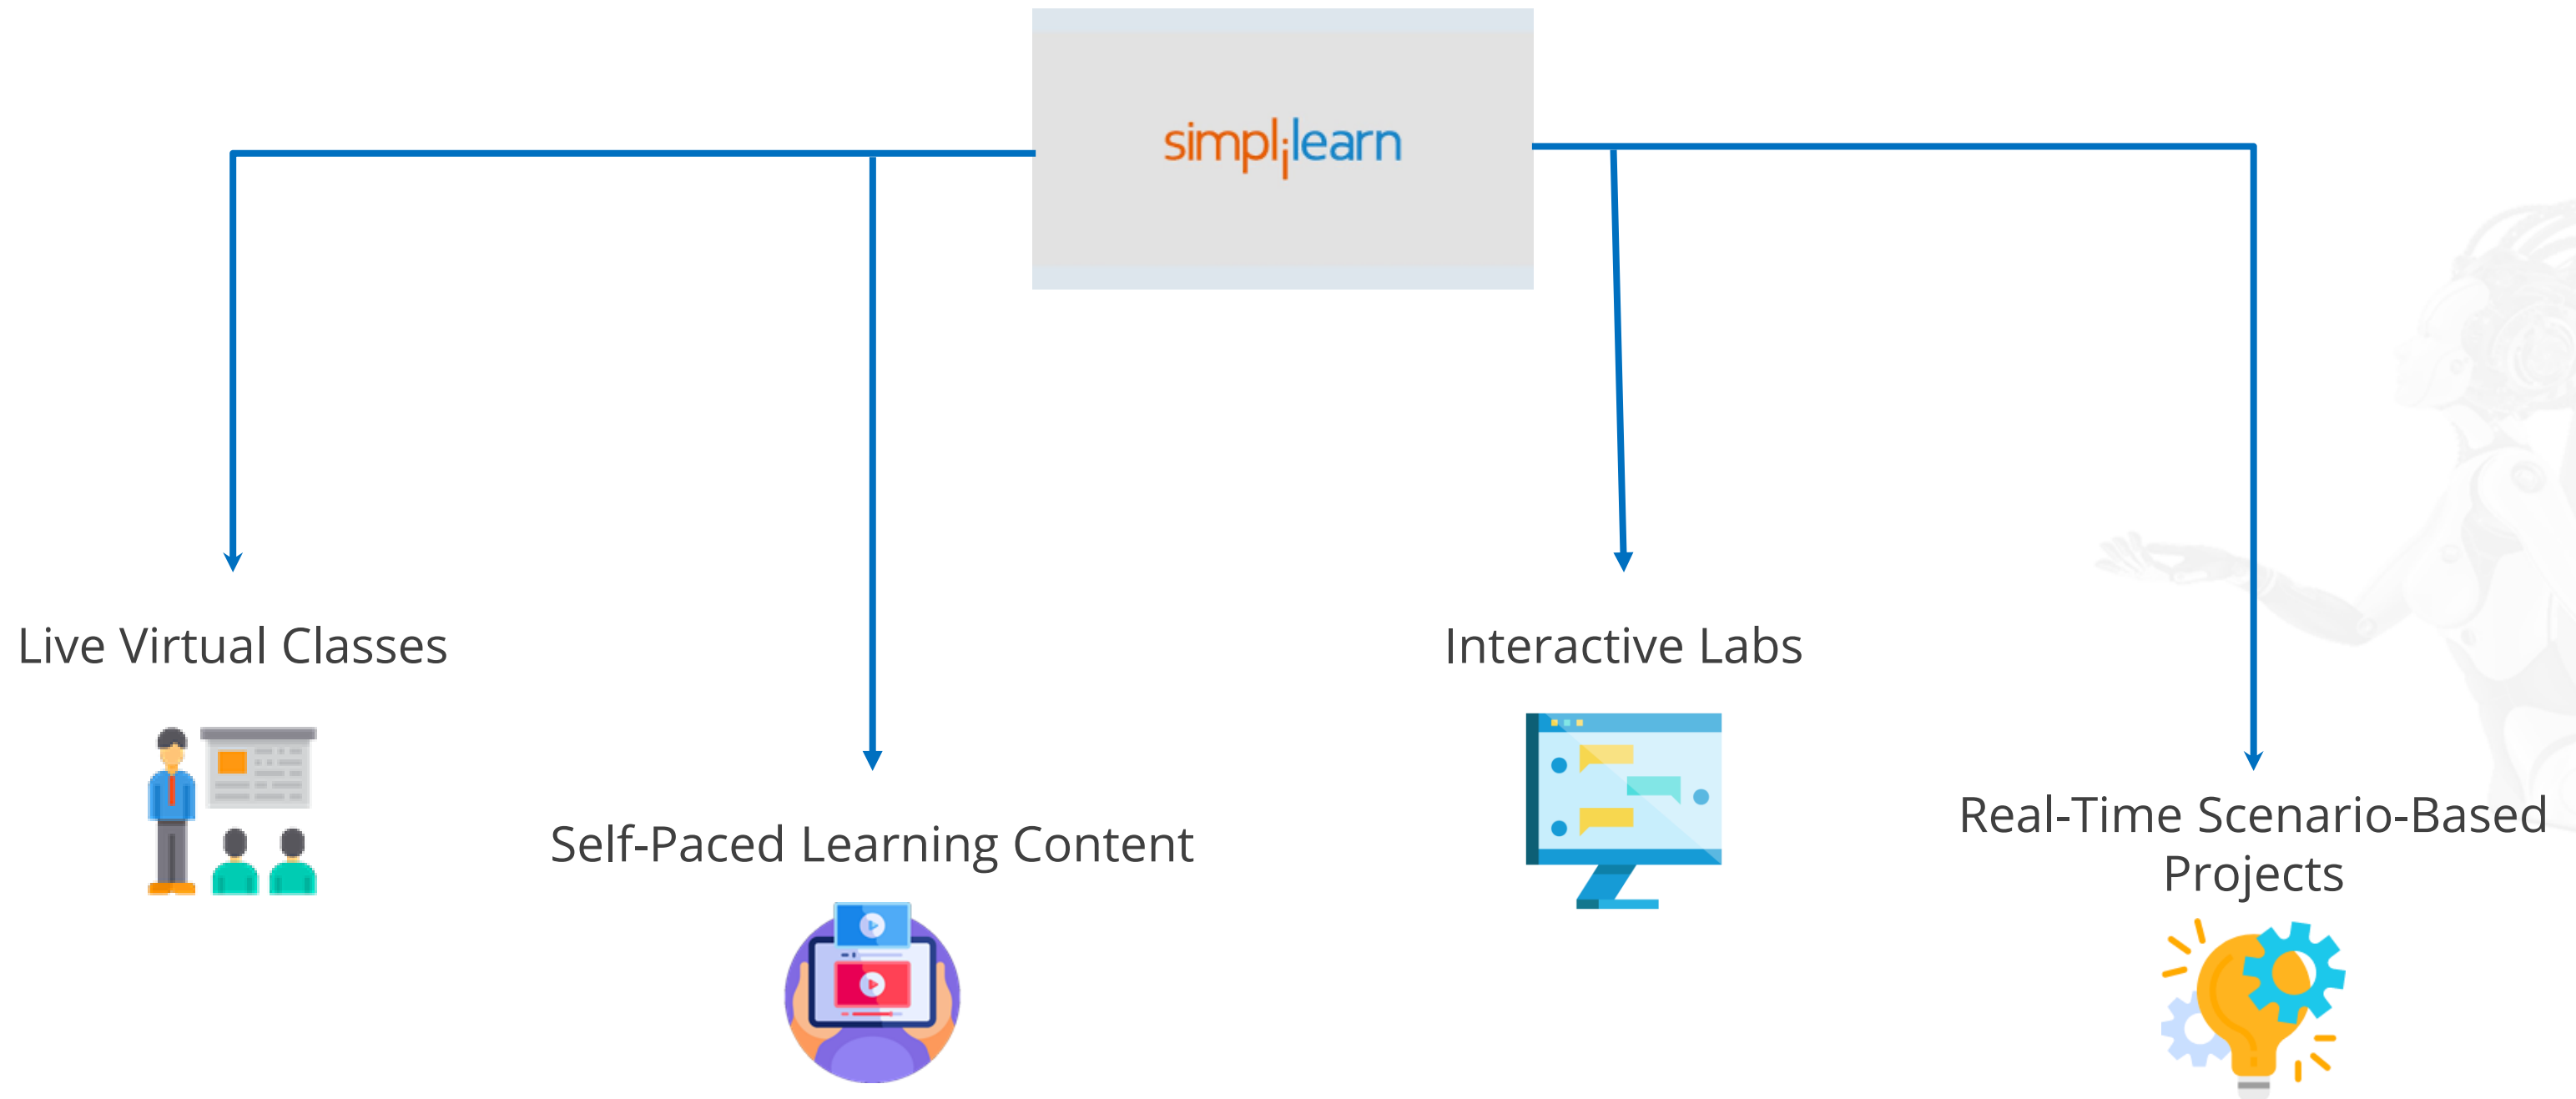 simplilearn
Live Virtual Classes
Self-Paced Learning Content
Interactive Labs
Real-Time Scenario-Based
Projects